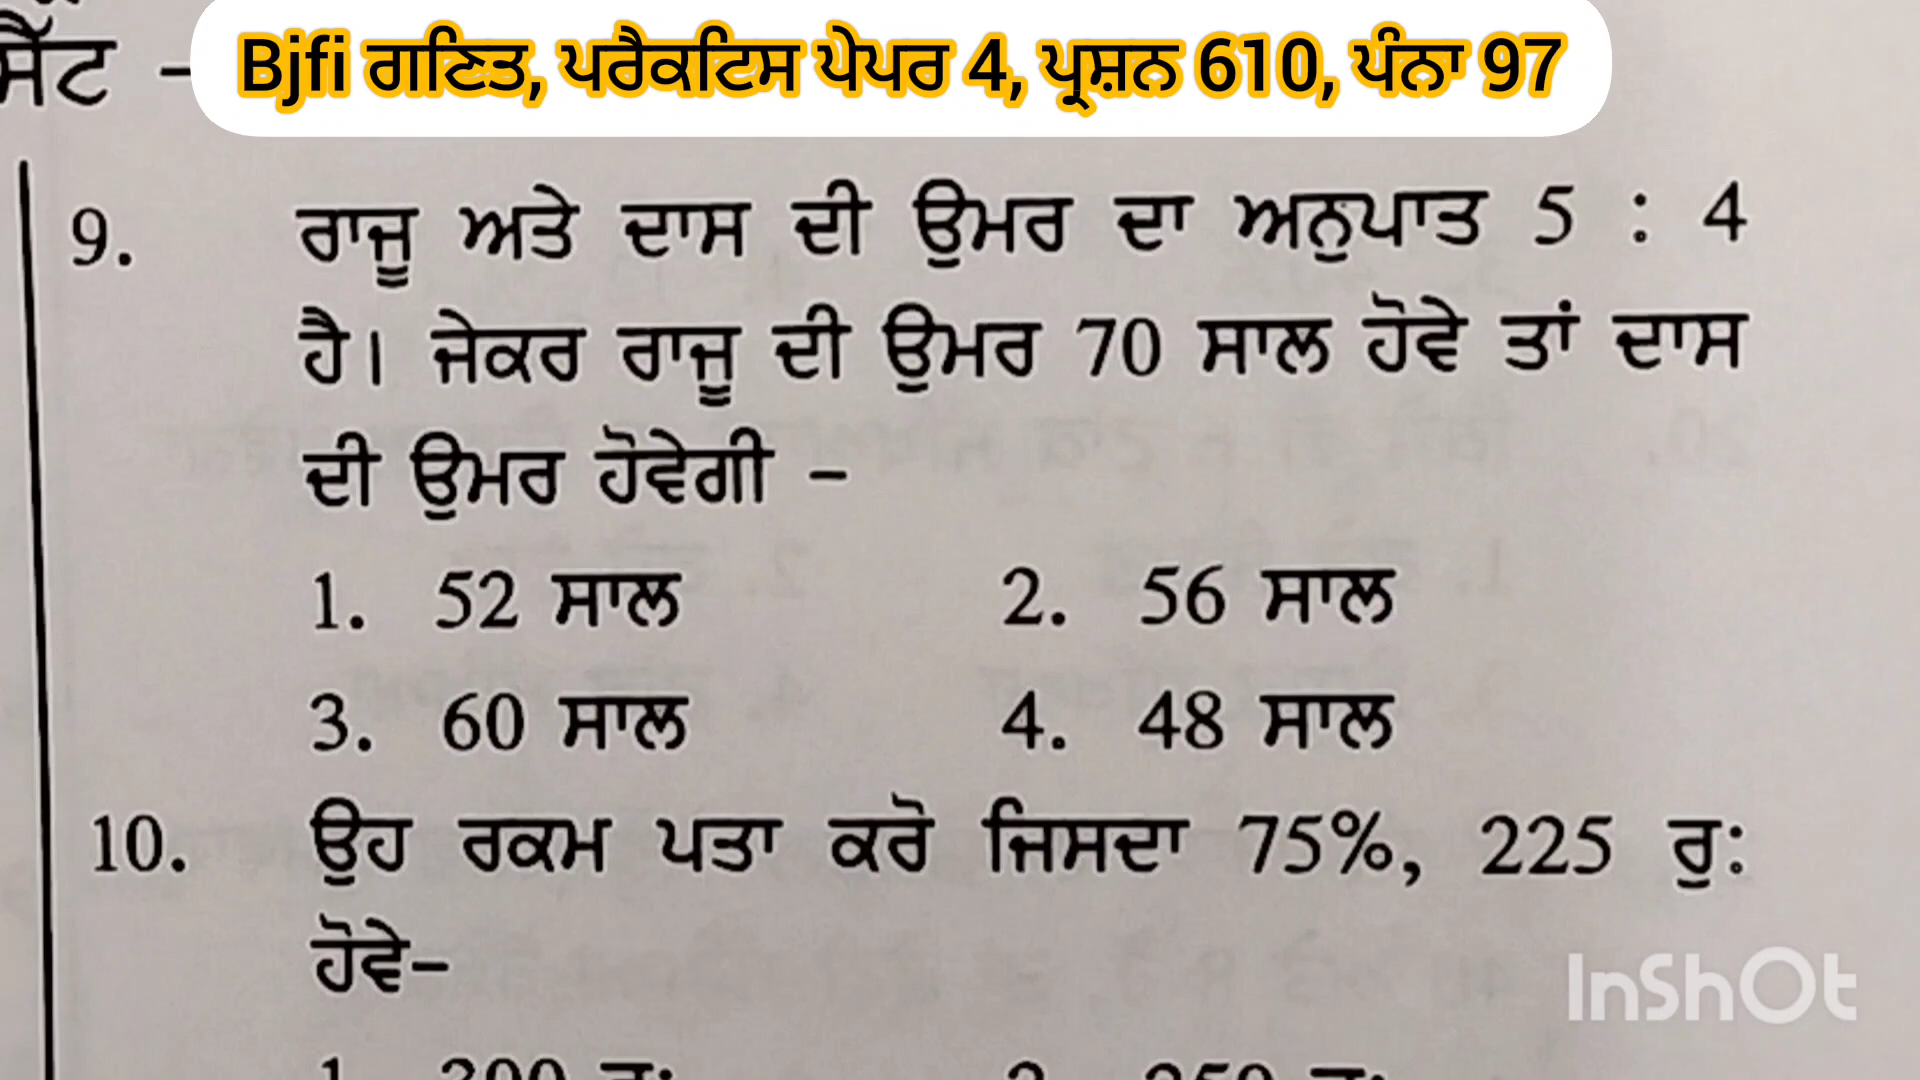 ਸੈੱਟ –
Bjfi ਗਣਿਤ, ਪਰੈਕਟਿਸ ਪੇਪਰ 4, ਪ੍ਰਸ਼ਨ 610, ਪੰਨਾ 97
9. ਰਾਜੂ ਅਤੇ ਦਾਸ ਦੀ ਉਮਰ ਦਾ ਅਨੁਪਾਤ 5 : 4
ਹੈ। ਜੇਕਰ ਰਾਜੂ ਦੀ ਉਮਰ 70 ਸਾਲ ਹੋਵੇ ਤਾਂ ਦਾਸ
ਦੀ ਉਮਰ ਹੋਵੇਗੀ –
1. 52 ਸਾਲ 2. 56 ਸਾਲ
3. 60 ਸਾਲ 4. 48 ਸਾਲ
10. ਉਹ ਰਕਮ ਪਤਾ ਕਰੋ ਜਿਸਦਾ 75%, 225 ਰੁ:
ਹੋਵੇ–
InShOt